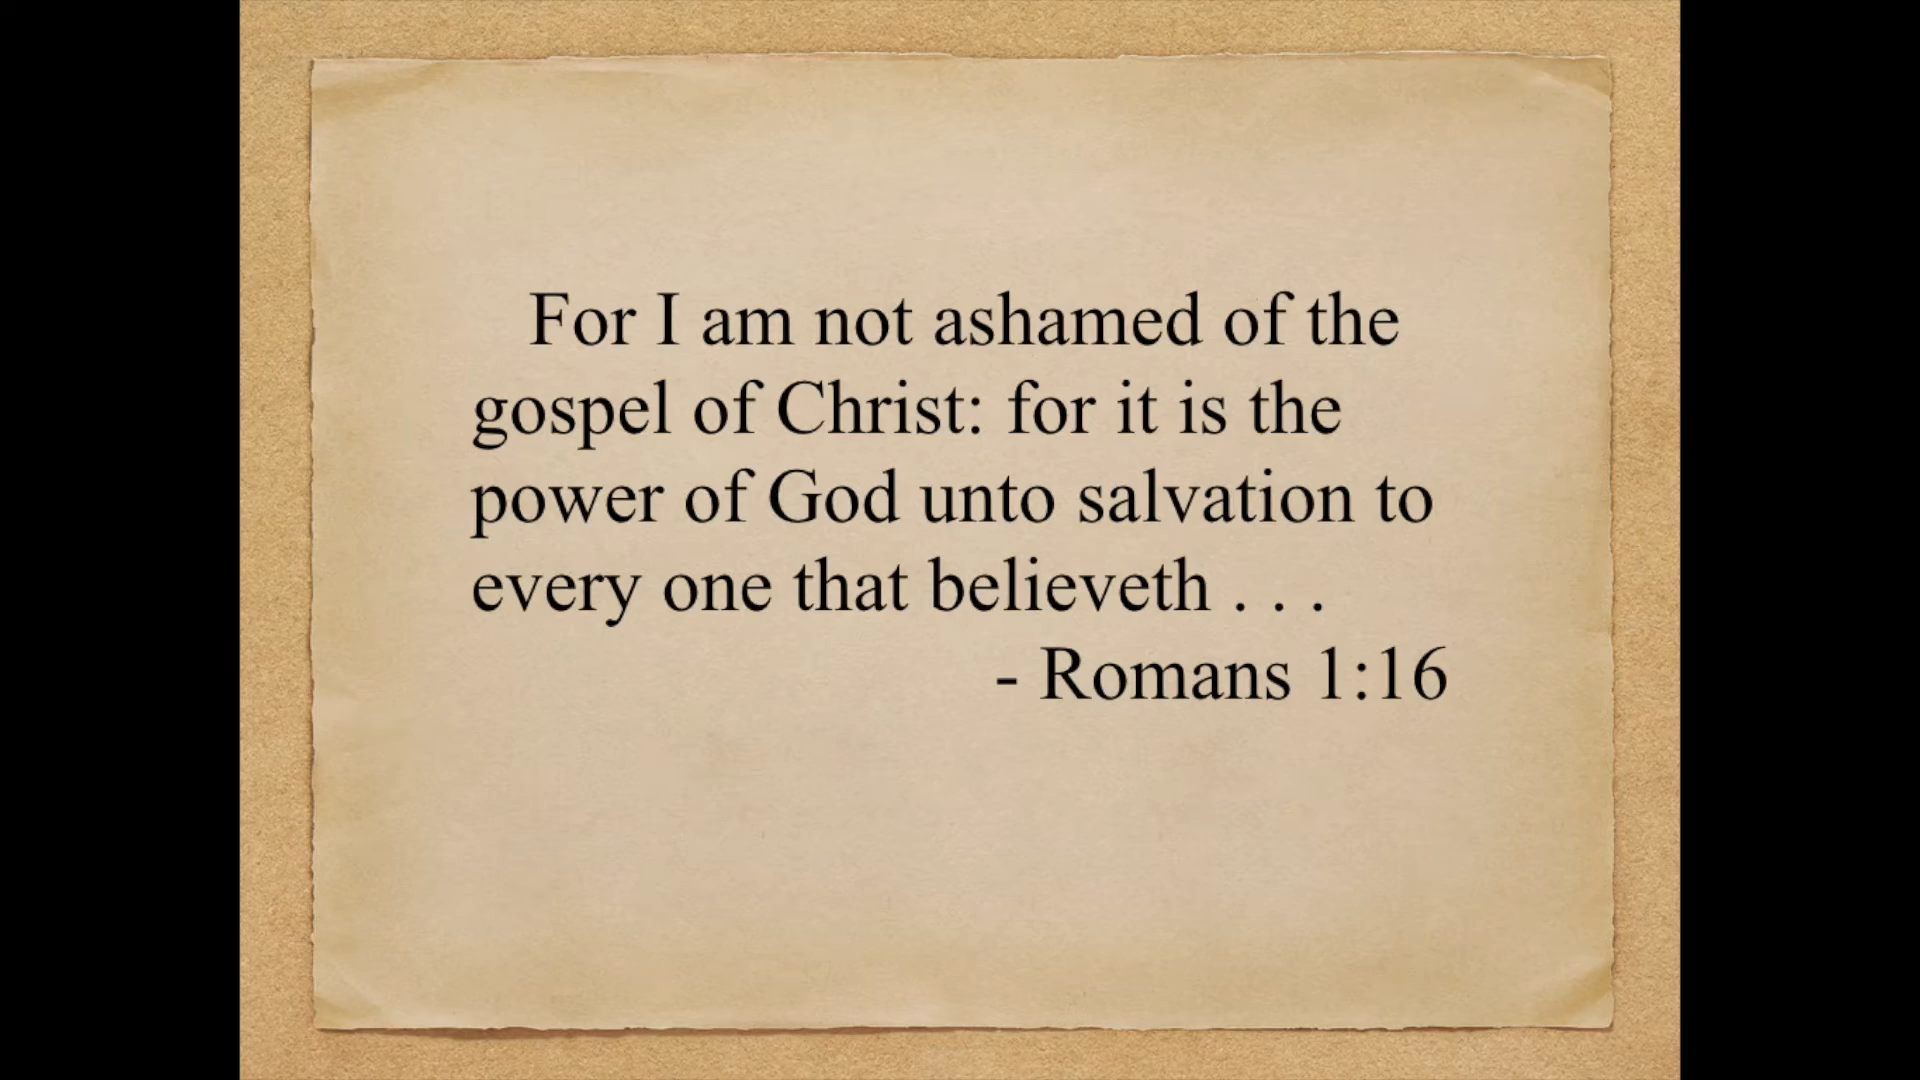 For I am not ashamed of the
gospel of Christ: for it is the
power of God unto salvation to
every one that believeth . . .
- Romans 1:16